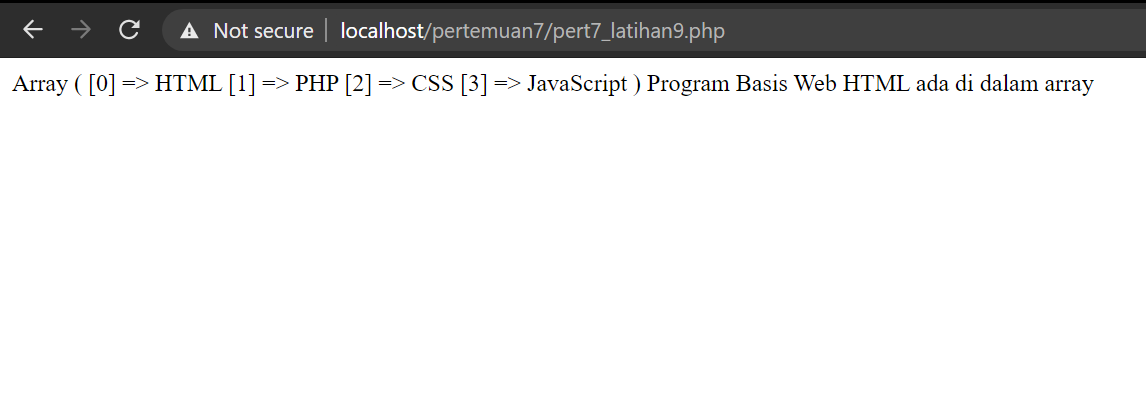 Not secure | localhost/pertemuan7/pert7_latihan9.php
Array ( [0] => HTML [1] => PHP [2] => CSS [3] => JavaScript ) Program Basis Web HTML ada di dalam array